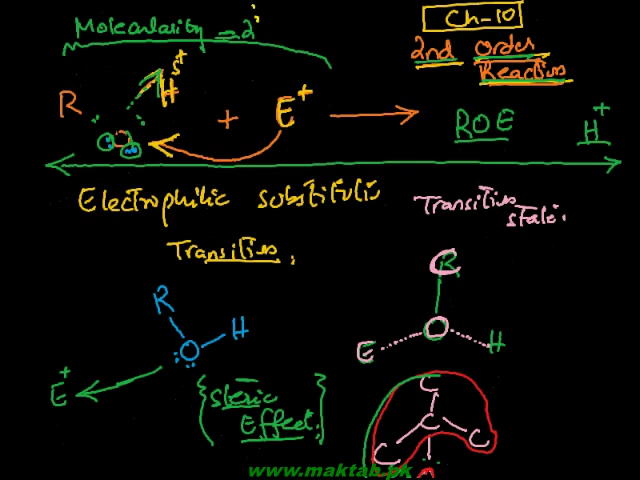 Molecularity = 2
Ch-10
2nd Order
Reaction
R
H δ+
+
E+
ROE
H+
Electrophilic substitution
Transition
state.
Transition.
R
O
H
E+
R
O
E
H
{Steric
Effect.}
C
C
C
C
www.maktab.pk